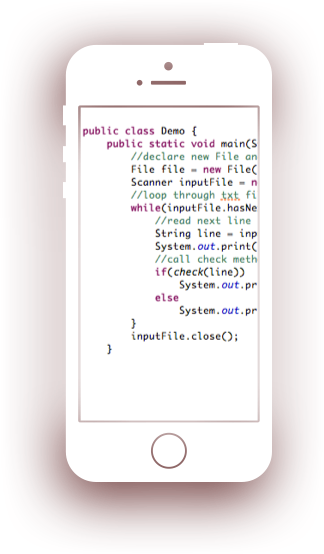 public class Demo {
public static void main(S
//declare new File an
File file = new File(
Scanner inputFile = n
//loop through txt fi
while(inputFile.hasNe
//read next line
String line = inp
System.out.print(
//call check meth
if(check(line))
System.out.pr
else
System.out.pr
}
inputFile.close();
}